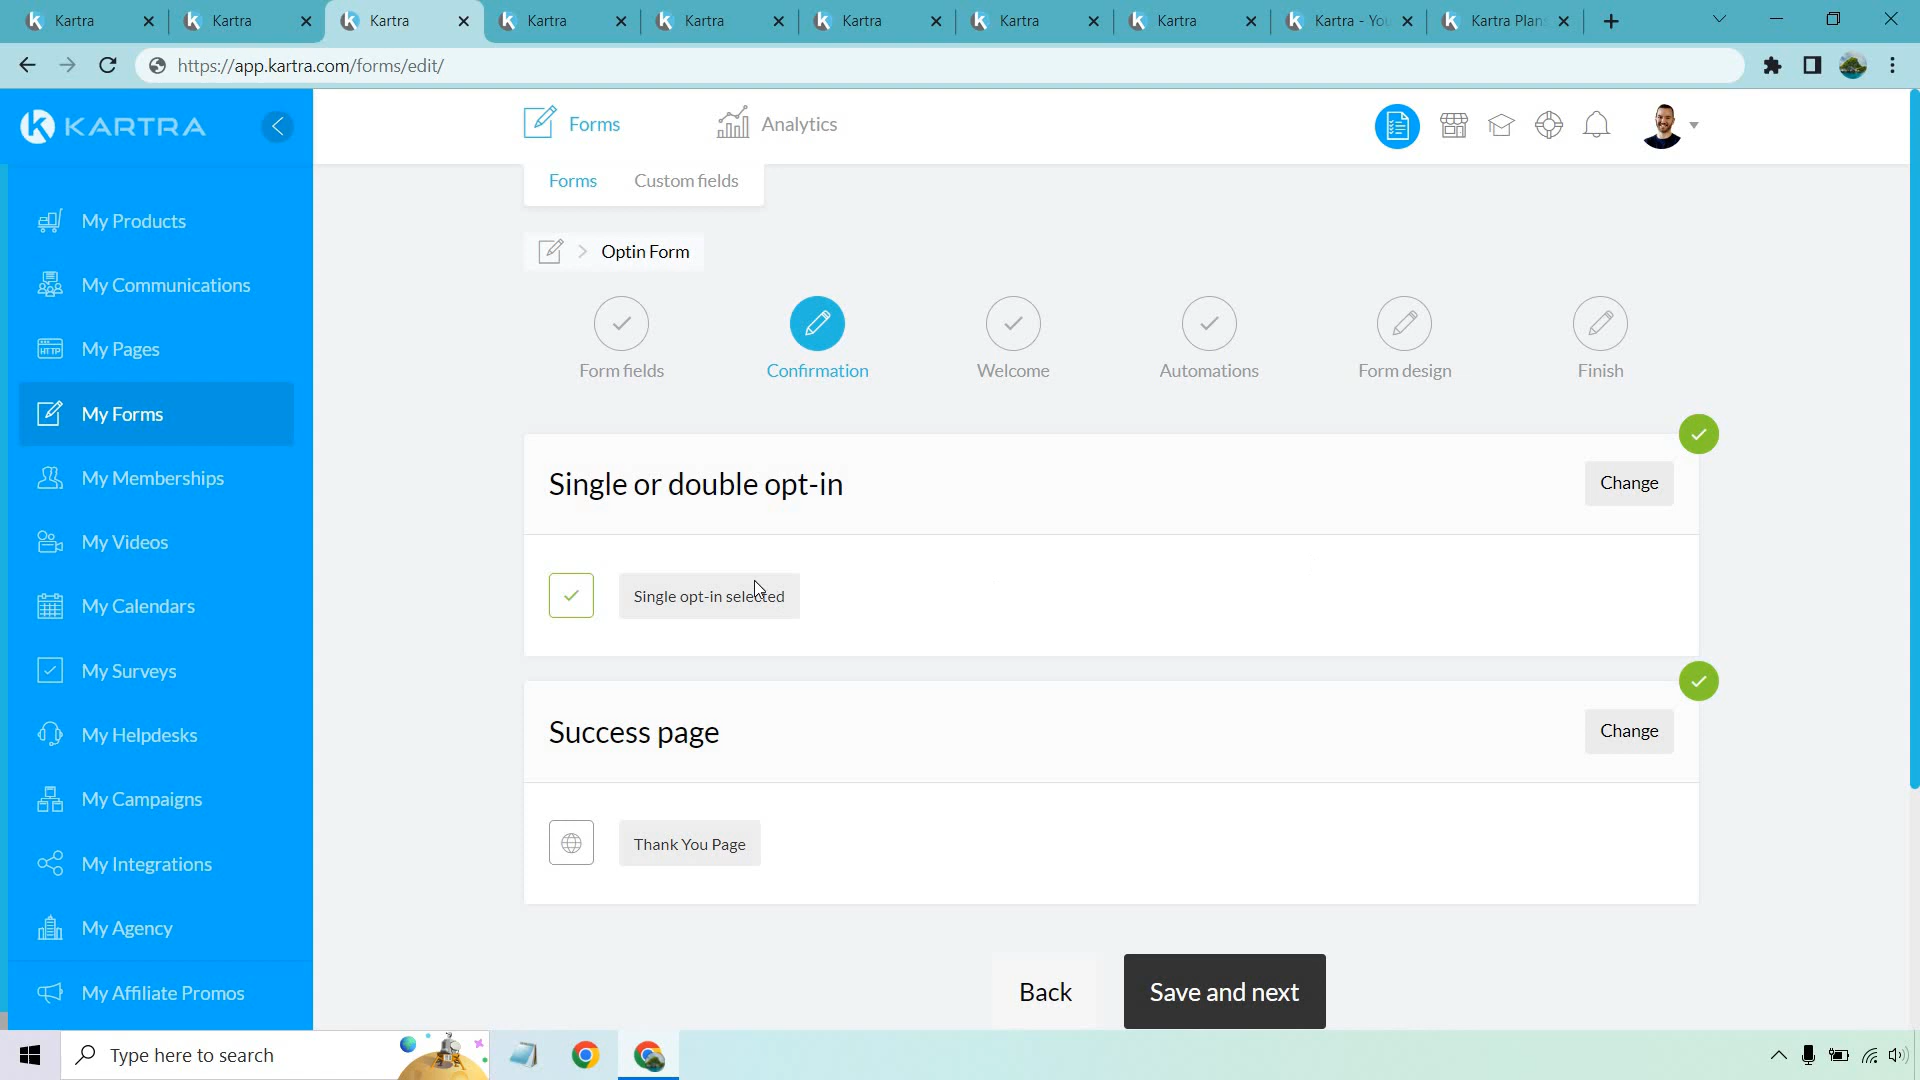 Kartra
Kartra
Kartra
Kartra
Kartra
Kartra
Kartra
Kartra
Kartra - You
Kartra Plans
https://app.kartra.com/forms/edit/
KARTRA
Forms
Analytics
Forms
Custom fields
Optin Form
Form fields
Confirmation
Welcome
Automations
Form design
Finish
My Products
My Communications
My Pages
HTTP
My Forms
My Memberships
My Videos
My Calendars
My Surveys
My Helpdesks
My Campaigns
My Integrations
My Agency
My Affiliate Promos
Single or double opt-in
Change
Single opt-in selected
Success page
Change
Thank You Page
Back
Save and next
Type here to search